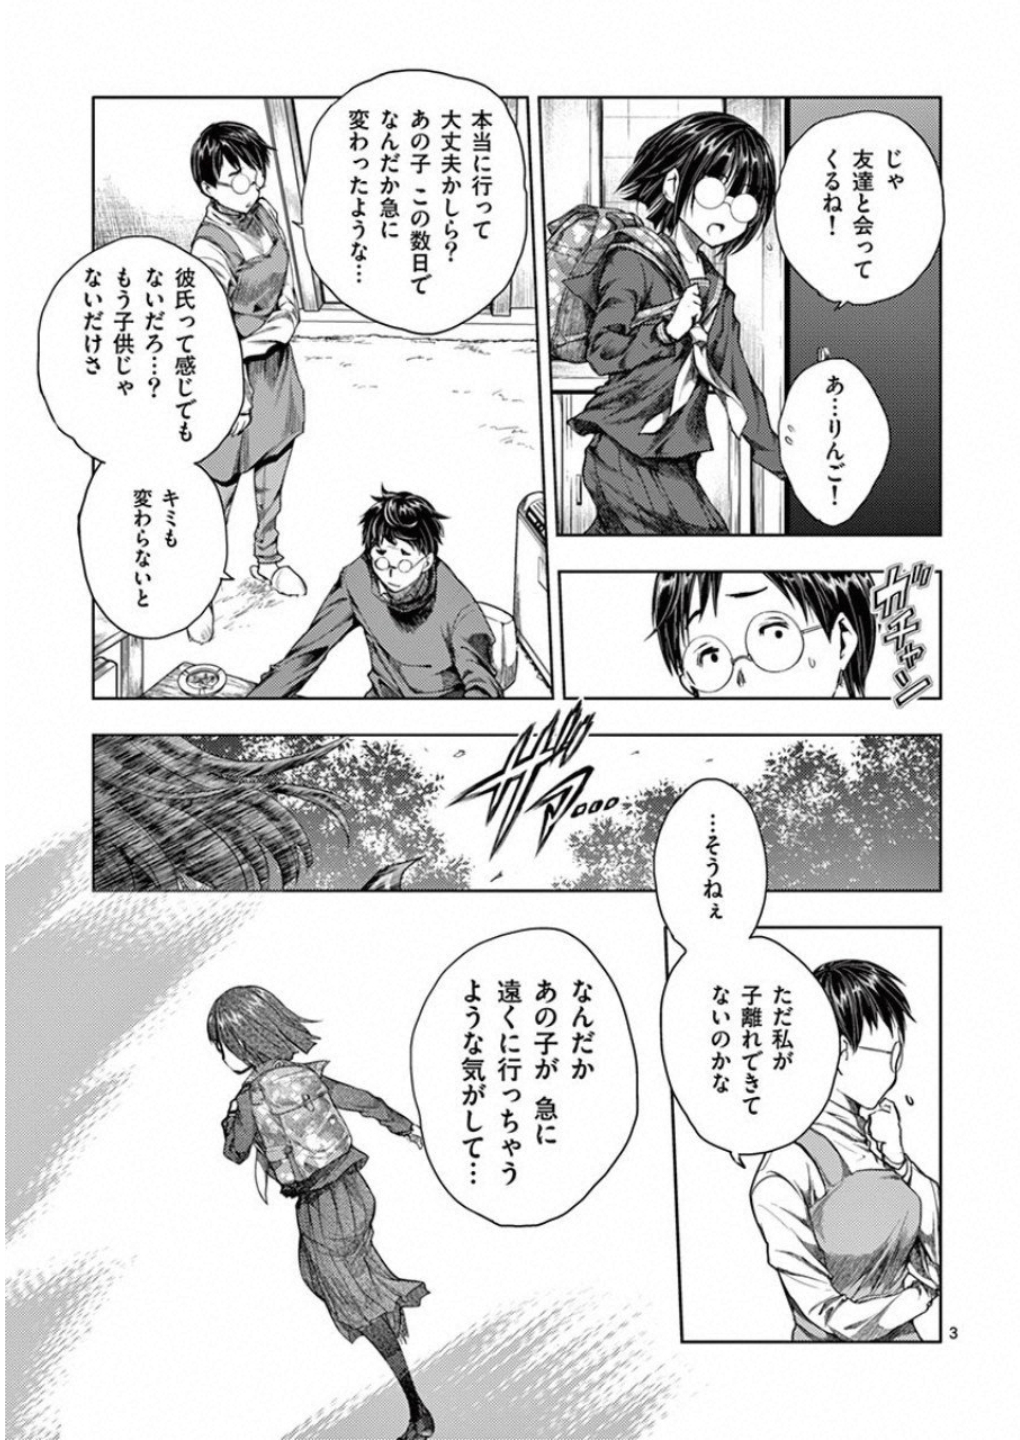 じゃ
友達と会って
くるね！
あ…りんご！
ガチャン
本当に行って
大丈夫かしら？
あの子 この数日で
なんだか急に
変わったような…
彼氏って感じでも
ないだろ…？
もう子供じゃ
ないだけさ
キミも
変わらないと
ザァァ…
…そうねぇ
ただ私が
子離れできて
ないのかな
なんだか
あの子が 急に
遠くに行っちゃう
ような気がして…
3